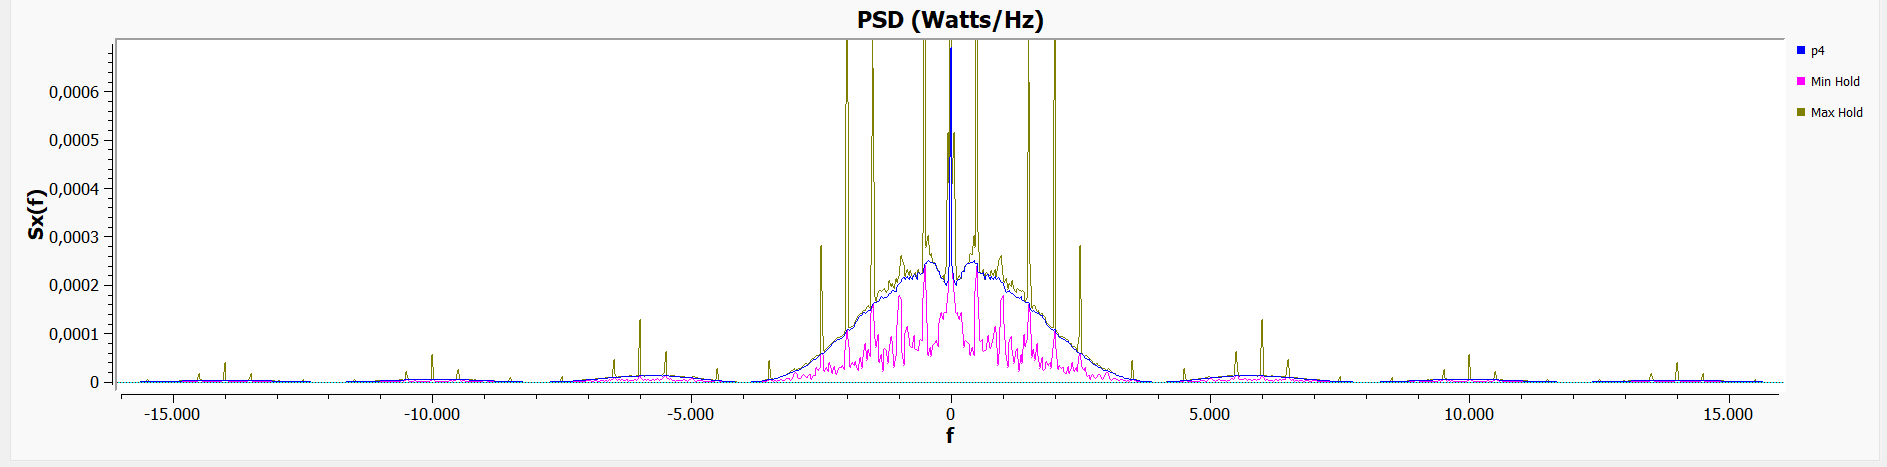 PSD (Watts/Hz)
p4
Min Hold
Max Hold
Sx(f)
0,0006
0,0005
0,0004
0,0003
0,0002
0,0001
0
-15.000 -10.000 -5.000 0 5.000 10.000 15.000
f